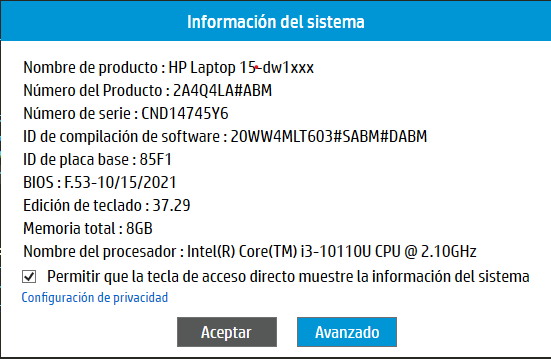 Información del sistema
Nombre de producto : HP Laptop 15-dw1xxx
Número del Producto : 2A4Q4LA#ABM
Número de serie : CND14745Y6
ID de compilación de software : 20WW4MLT603#SABM#DABM
ID de placa base : 85F1
BIOS : F.53-10/15/2021
Edición de teclado : 37.29
Memoria total : 8GB
Nombre del procesador : Intel(R) Core(TM) i3-10110U CPU @ 2.10GHz
Permitir que la tecla de acceso directo muestre la información del sistema
Configuración de privacidad
Aceptar Avanzado